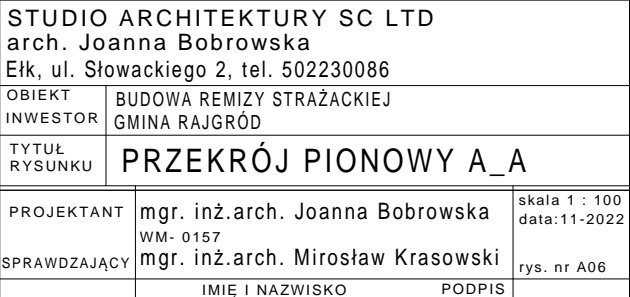 STUDIO ARCHITEKTURY SC LTD
arch. Joanna Bobrowska
Ełk, ul. Słowackiego 2, tel. 502230086
OBIEKT BUDOWA REMIZY STRAŻACKIEJ
INWESTOR GMINA RAJGRÓD
TYTUŁ
RYSUNKU PRZEKRÓJ PIONOWY A_A
PROJEKTANT mgr. inż.arch. Joanna Bobrowska
WM- 0157
skala 1 : 100
data:11-2022
SPRAWDZAJĄCY mgr. inż.arch. Mirosław Krasowski
rys. nr A06
IMIĘ I NAZWISKO PODPIS